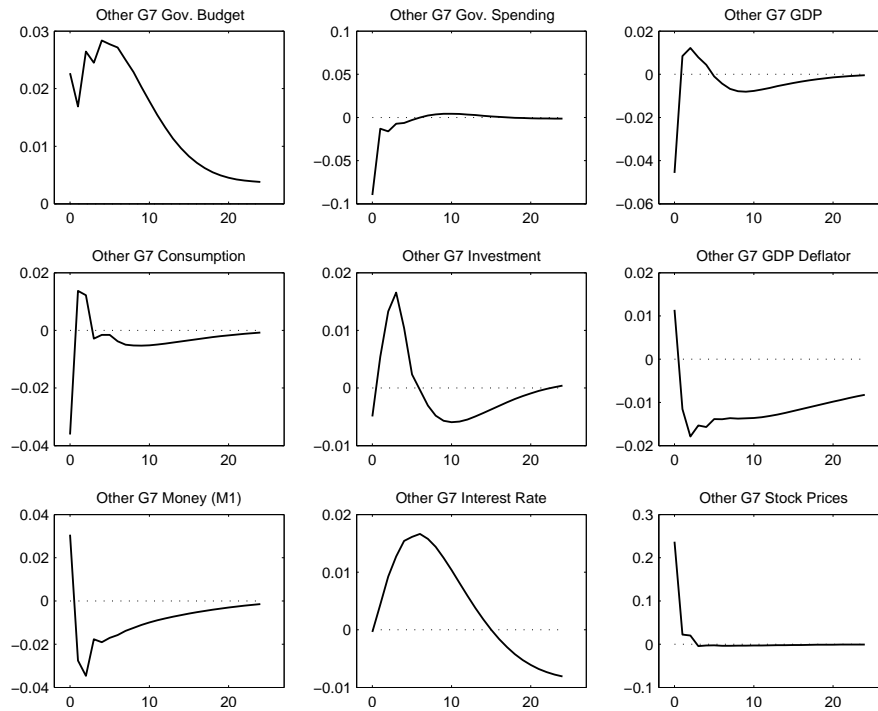 Other G7 Gov. Budget
0.03
0.02
0.01
0
0 10 20
Other G7 Gov. Spending
0.1
0.05
0
−0.05
−0.1
0 10 20
Other G7 GDP
0.02
0
−0.02
−0.04
−0.06
0 10 20
Other G7 Consumption
0.02
0
−0.02
−0.04
0 10 20
Other G7 Investment
0.02
0.01
0
−0.01
0 10 20
Other G7 GDP Deflator
0.02
0.01
0
−0.01
−0.02
0 10 20
Other G7 Money (M1)
0.04
0.02
0
−0.02
−0.04
0 10 20
Other G7 Interest Rate
0.02
0.01
0
−0.01
0 10 20
Other G7 Stock Prices
0.3
0.2
0.1
0
−0.1
0 10 20